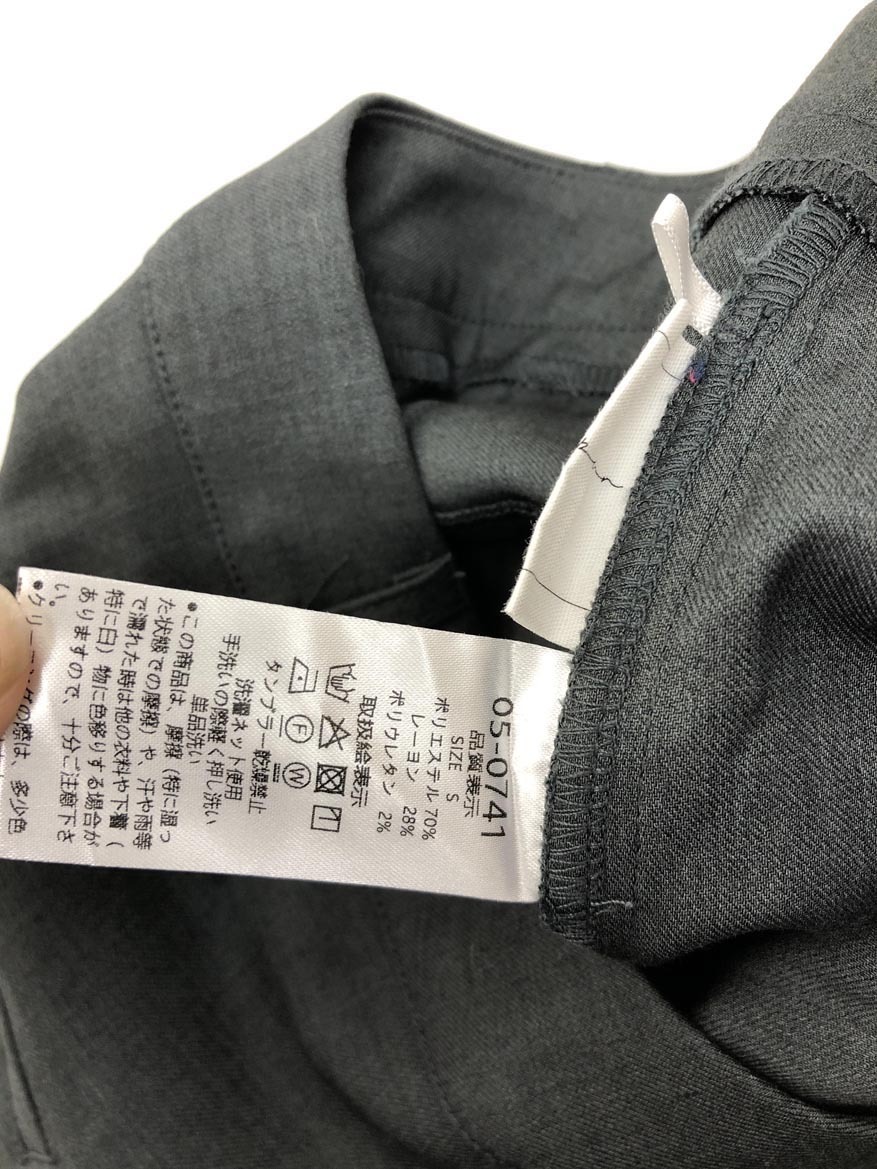 05-0741
品質表示
SIZE S
ポリエステル 70%
レーヨン 28%
ポリウレタン 2%
取扱絵表示
F
W
タンブラー乾燥禁止
洗濯ネット使用
手洗いの際軽く押し洗い
単品洗い
●この商品は、摩擦(特に湿っ
た状態での摩擦)や、汗や雨等
で濡れた時は他の衣料や下着(
特に白)物に色移りする場合が
ありますので、十分ご注意下さ
い。
●クリーニングの際は、多少色